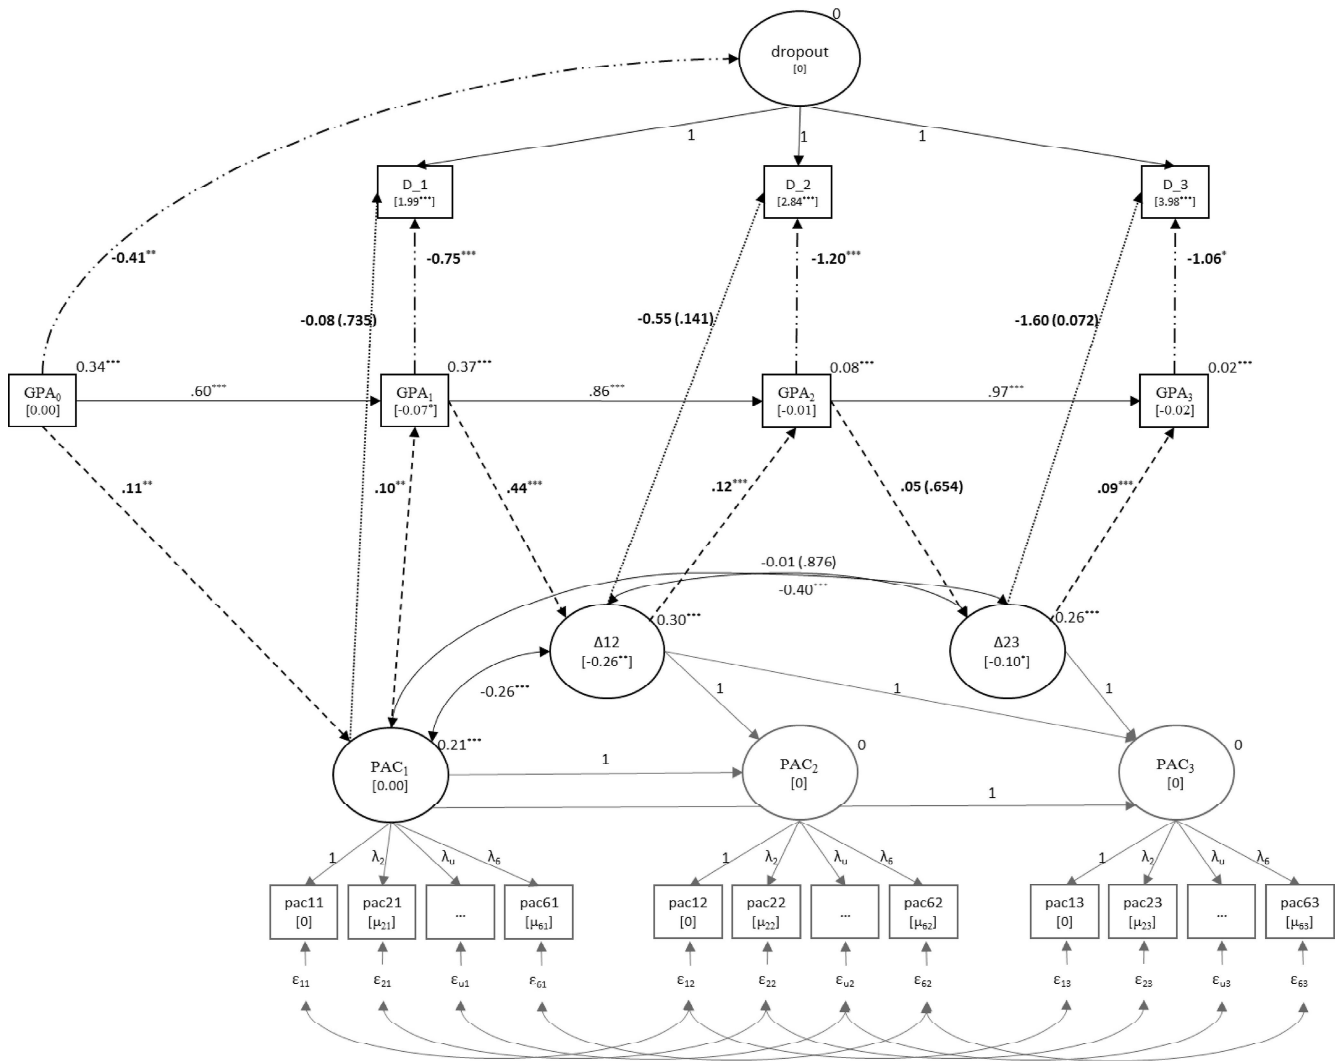 0
dropout
[0]
1
1
1
D_1
[1.99***]
D_2
[2.84***]
D_3
[3.98***]
-0.41**
-0.75***
-1.20***
-1.06*
-0.08 (.735)
-0.55 (.141)
-1.60 (0.072)
0.34***
0.37***
0.08***
0.02***
GPA₀
[0.00]
.60***
GPA₁
[-0.07*]
.86***
GPA₂
[-0.01]
.97***
GPA₃
[-0.02]
.11**
.10**
.44***
.12***
.05 (.654)
.09***
-0.01 (.876)
-0.40***
0.30***
0.26***
Δ12
[-0.26**]
Δ23
[-0.10*]
-0.26***
1
1
1
0.21***
0
0
PAC₁
[0.00]
1
PAC₂
[0]
PAC₃
[0]
1
1
λ₂
λᵤ
λ₆
1
λ₂
λᵤ
λ₆
1
λ₂
λᵤ
λ₆
pac11
[0]
pac21
[μ₂₁]
...
pac61
[μ₆₁]
pac12
[0]
pac22
[μ₂₂]
...
pac62
[μ₆₂]
pac13
[0]
pac23
[μ₂₃]
...
pac63
[μ₆₃]
ε₁₁
ε₂₁
εᵤ₁
ε₆₁
ε₁₂
ε₂₂
εᵤ₂
ε₆₂
ε₁₃
ε₂₃
εᵤ₃
ε₆₃